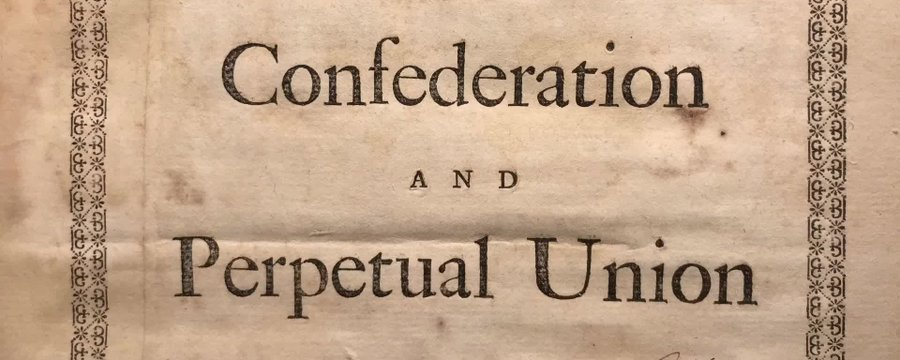 Confederation
AND
Perpetual Union